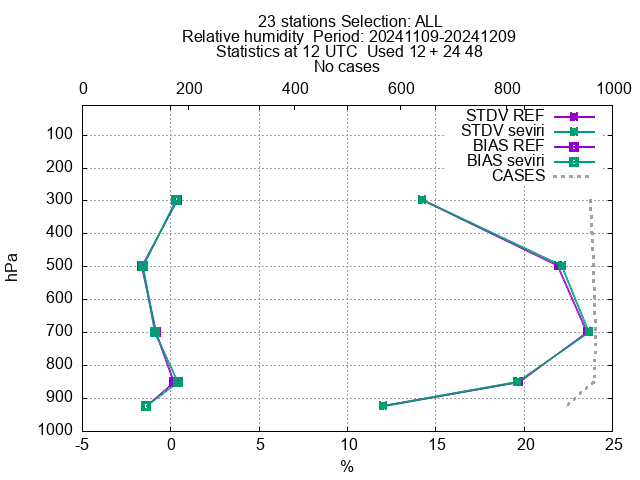 23 stations Selection: ALL
Relative humidity  Period: 20241109-20241209
Statistics at 12 UTC  Used 12 + 24 48
No cases
0 200 400 600 800 1000
STDV REF
STDV seviri
BIAS REF
BIAS seviri
CASES
100
200
300
400
500
600
700
800
900
1000
hPa
-5 0 5 10 15 20 25
%